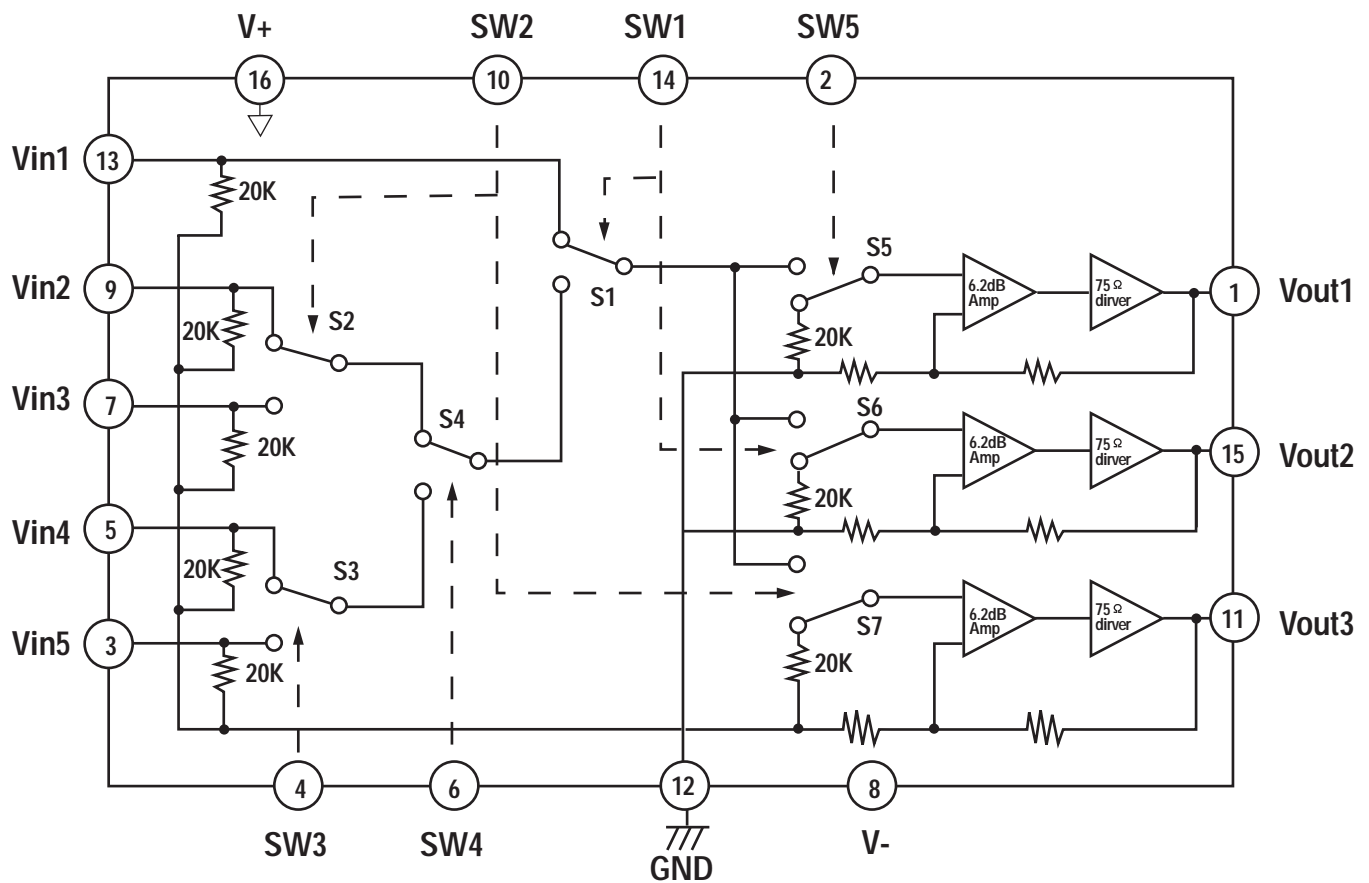 V+
SW2
SW1
SW5
16
10
14
2
Vin1
13
20K
S5
Vin2
9
S1
6.2dB
Amp
75 Ω
dirver
1
Vout1
20K
S2
20K
Vin3
7
S4
S6
20K
6.2dB
Amp
75 Ω
dirver
15
Vout2
20K
Vin4
5
20K
S3
6.2dB
Amp
75 Ω
dirver
11
Vout3
S7
Vin5
3
20K
20K
4
6
12
8
SW3
SW4
GND
V-